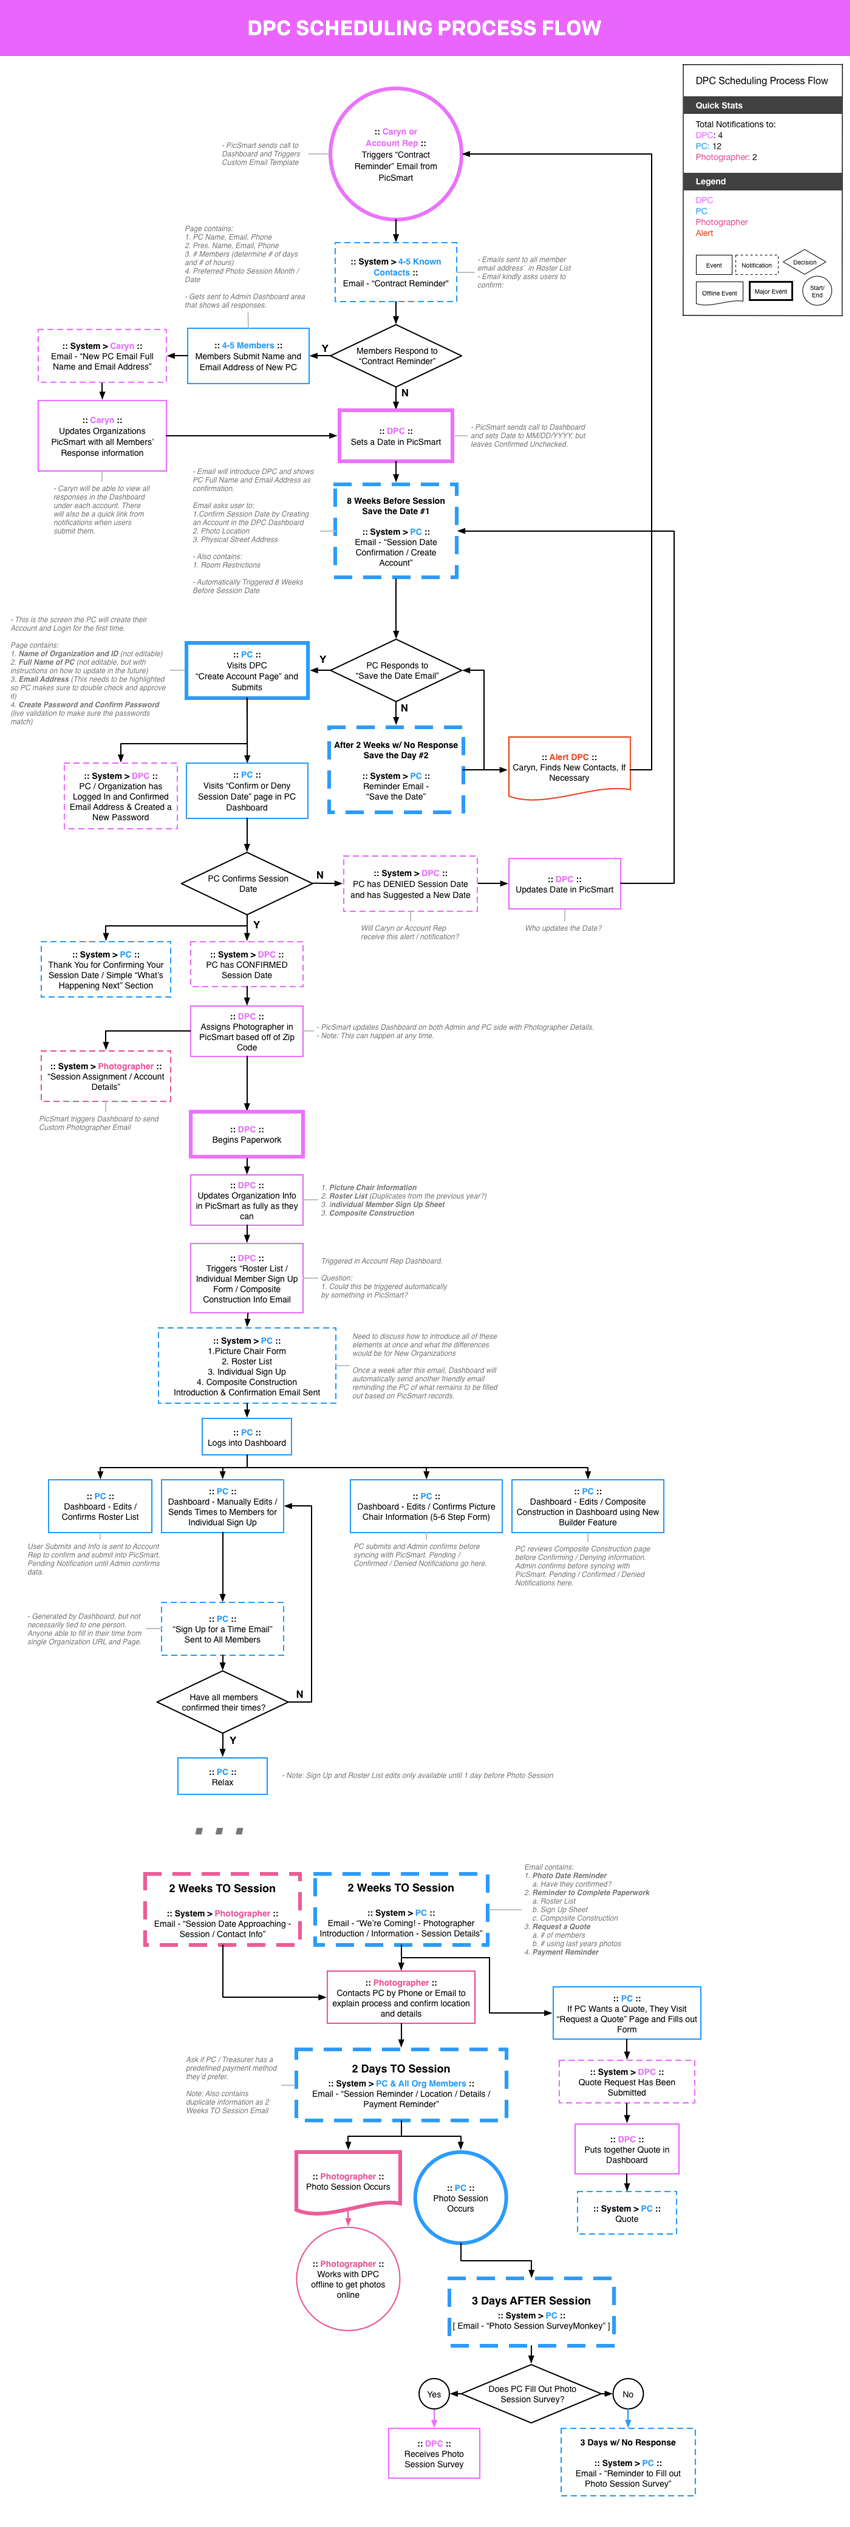 DPC SCHEDULING PROCESS FLOW
DPC Scheduling Process Flow
Quick Stats
Total Notifications to:
DPC: 4
PC: 12
Photographer: 2
Legend
DPC
PC
Photographer
Alert
Event
Notification
Decision
Offline Event
Major Event
Start/
End
:: Caryn or
Account Rep ::
Triggers "Contract
Reminder" Email from
PicSmart
- PicSmart sends call to
Dashboard and Triggers
Custom Email Template
Page contains:
1. PC Name, Email, Phone
2. Pres. Name, Email, Phone
3. # Members (determine # of days
and # of hours)
4. Preferred Photo Session Month /
Date
- Gets sent to Admin Dashboard area
that shows all responses.
:: System > 4-5 Known
Contacts ::
Email - "Contract Reminder"
- Emails sent to all member
email address' in Roster List
- Email kindly asks users to
confirm:
:: System > Caryn ::
Email - "New PC Email Full
Name and Email Address"
:: 4-5 Members ::
Members Submit Name and
Email Address of New PC
Y
Members Respond to
"Contract Reminder"
N
:: Caryn ::
Updates Organizations
PicSmart with all Members'
Response information
:: DPC ::
Sets a Date in PicSmart
- PicSmart sends call to Dashboard
and sets Date to MM/DD/YYYY, but
leaves Confirmed Unchecked.
- Caryn will be able to view all
responses in the Dashboard
under each account. There
will also be a quick link from
notifications when users
submit them.
- Email will introduce DPC and shows
PC Full Name and Email Address as
confirmation.
Email asks user to:
1.Confirm Session Date by Creating
an Account in the DPC Dashboard
2. Photo Location
3. Physical Street Address
- Also contains:
1. Room Restrictions
- Automatically Triggered 8 Weeks
Before Session Date
8 Weeks Before Session
Save the Date #1
:: System > PC ::
Email - "Session Date
Confirmation / Create
Account"
- This is the screen the PC will create their
Account and Login for the first time.
Page contains:
1. Name of Organization and ID (not editable)
2. Full Name of PC (not editable, but with
instructions on how to update in the future)
3. Email Address (This needs to be highlighted
so PC makes sure to double check and approve
it)
4. Create Password and Confirm Password
(live validation to make sure the passwords
match)
:: PC ::
Visits DPC
"Create Account Page" and
Submits
Y
PC Responds to
"Save the Date Email"
N
:: System > DPC ::
PC / Organization has
Logged In and Confirmed
Email Address & Created a
New Password
:: PC ::
Visits "Confirm or Deny
Session Date" page in PC
Dashboard
After 2 Weeks w/ No Response
Save the Day #2
:: System > PC ::
Reminder Email -
"Save the Date"
:: Alert DPC ::
Caryn, Finds New Contacts, If
Necessary
PC Confirms Session
Date
N
:: System > DPC ::
PC has DENIED Session Date
and has Suggested a New Date
:: DPC ::
Updates Date in PicSmart
Will Caryn or Account Rep
receive this alert / notification?
Who updates the Date?
Y
:: System > PC ::
Thank You for Confirming Your
Session Date / Simple "What's
Happening Next" Section
:: System > DPC ::
PC has CONFIRMED
Session Date
:: DPC ::
Assigns Photographer in
PicSmart based off of Zip
Code
- PicSmart updates Dashboard on both Admin and PC side with Photographer Details.
- Note: This can happen at any time.
:: System > Photographer ::
"Session Assignment / Account
Details"
PicSmart triggers Dashboard to send
Custom Photographer Email
:: DPC ::
Begins Paperwork
:: DPC ::
Updates Organization Info
in PicSmart as fully as they
can
1. Picture Chair Information
2. Roster List (Duplicates from the previous year?)
3. Individual Member Sign Up Sheet
3. Composite Construction
:: DPC ::
Triggers "Roster List /
Individual Member Sign Up
Form / Composite
Construction Info Email
Triggered in Account Rep Dashboard.
Question:
1. Could this be triggered automatically
by something in PicSmart?
:: System > PC ::
1.Picture Chair Form
2. Roster List
3. Individual Sign Up
4. Composite Construction
Introduction & Confirmation Email Sent
Need to discuss how to introduce all of these
elements at once and what the differences
would be for New Organizations
Once a week after this email, Dashboard will
automatically send another friendly email
reminding the PC of what remains to be filled
out based on PicSmart records.
:: PC ::
Logs into Dashboard
:: PC ::
Dashboard - Edits /
Confirms Roster List
:: PC ::
Dashboard - Manually Edits /
Sends Times to Members for
Individual Sign Up
:: PC ::
Dashboard - Edits / Confirms Picture
Chair Information (5-6 Step Form)
:: PC ::
Dashboard - Edits / Composite
Construction in Dashboard using New
Builder Feature
User Submits and Info is sent to Account
Rep to confirm and submit into PicSmart.
Pending Notification until Admin confirms
data.
PC submits and Admin confirms before
syncing with PicSmart. Pending /
Confirmed / Denied Notifications go here.
PC reviews Composite Construction page
before Confirming / Denying information.
Admin confirms before syncing with
PicSmart. Pending / Confirmed / Denied
Notifications here.
- Generated by Dashboard, but not
necessarily tied to one person.
Anyone able to fill in their time from
single Organization URL and Page.
:: PC ::
"Sign Up for a Time Email"
Sent to All Members
Have all members
confirmed their times?
N
Y
:: PC ::
Relax
- Note: Sign Up and Roster List edits only available until 1 day before Photo Session
...
2 Weeks TO Session
:: System > Photographer ::
Email - "Session Date Approaching -
Session / Contact Info"
2 Weeks TO Session
:: System > PC ::
Email - "We're Coming! - Photographer
Introduction / Information - Session Details"
Email contains:
1. Photo Date Reminder
a. Have they confirmed?
2. Reminder to Complete Paperwork
a. Roster List
b. Sign Up Sheet
c. Composite Construction
3. Request a Quote
a. # of members
b. # using last years photos
4. Payment Reminder
:: Photographer ::
Contacts PC by Phone or Email to
explain process and confirm location
and details
:: PC ::
If PC Wants a Quote, They Visit
"Request a Quote" Page and Fills out
Form
Ask if PC / Treasurer has a
predefined payment method
they'd prefer.
Note: Also contains
duplicate information as 2
Weeks TO Session Email
2 Days TO Session
:: System > PC & All Org Members ::
Email - "Session Reminder / Location / Details /
Payment Reminder"
:: System > DPC ::
Quote Request Has Been
Submitted
:: DPC ::
Puts together Quote in
Dashboard
:: Photographer ::
Photo Session Occurs
:: PC ::
Photo Session
Occurs
:: System > PC ::
Quote
:: Photographer ::
Works with DPC
offline to get photos
online
3 Days AFTER Session
:: System > PC ::
[ Email - "Photo Session SurveyMonkey" ]
Yes
Does PC Fill Out Photo
Session Survey?
No
:: DPC ::
Receives Photo
Session Survey
3 Days w/ No Response
:: System > PC ::
Email - "Reminder to Fill out
Photo Session Survey"